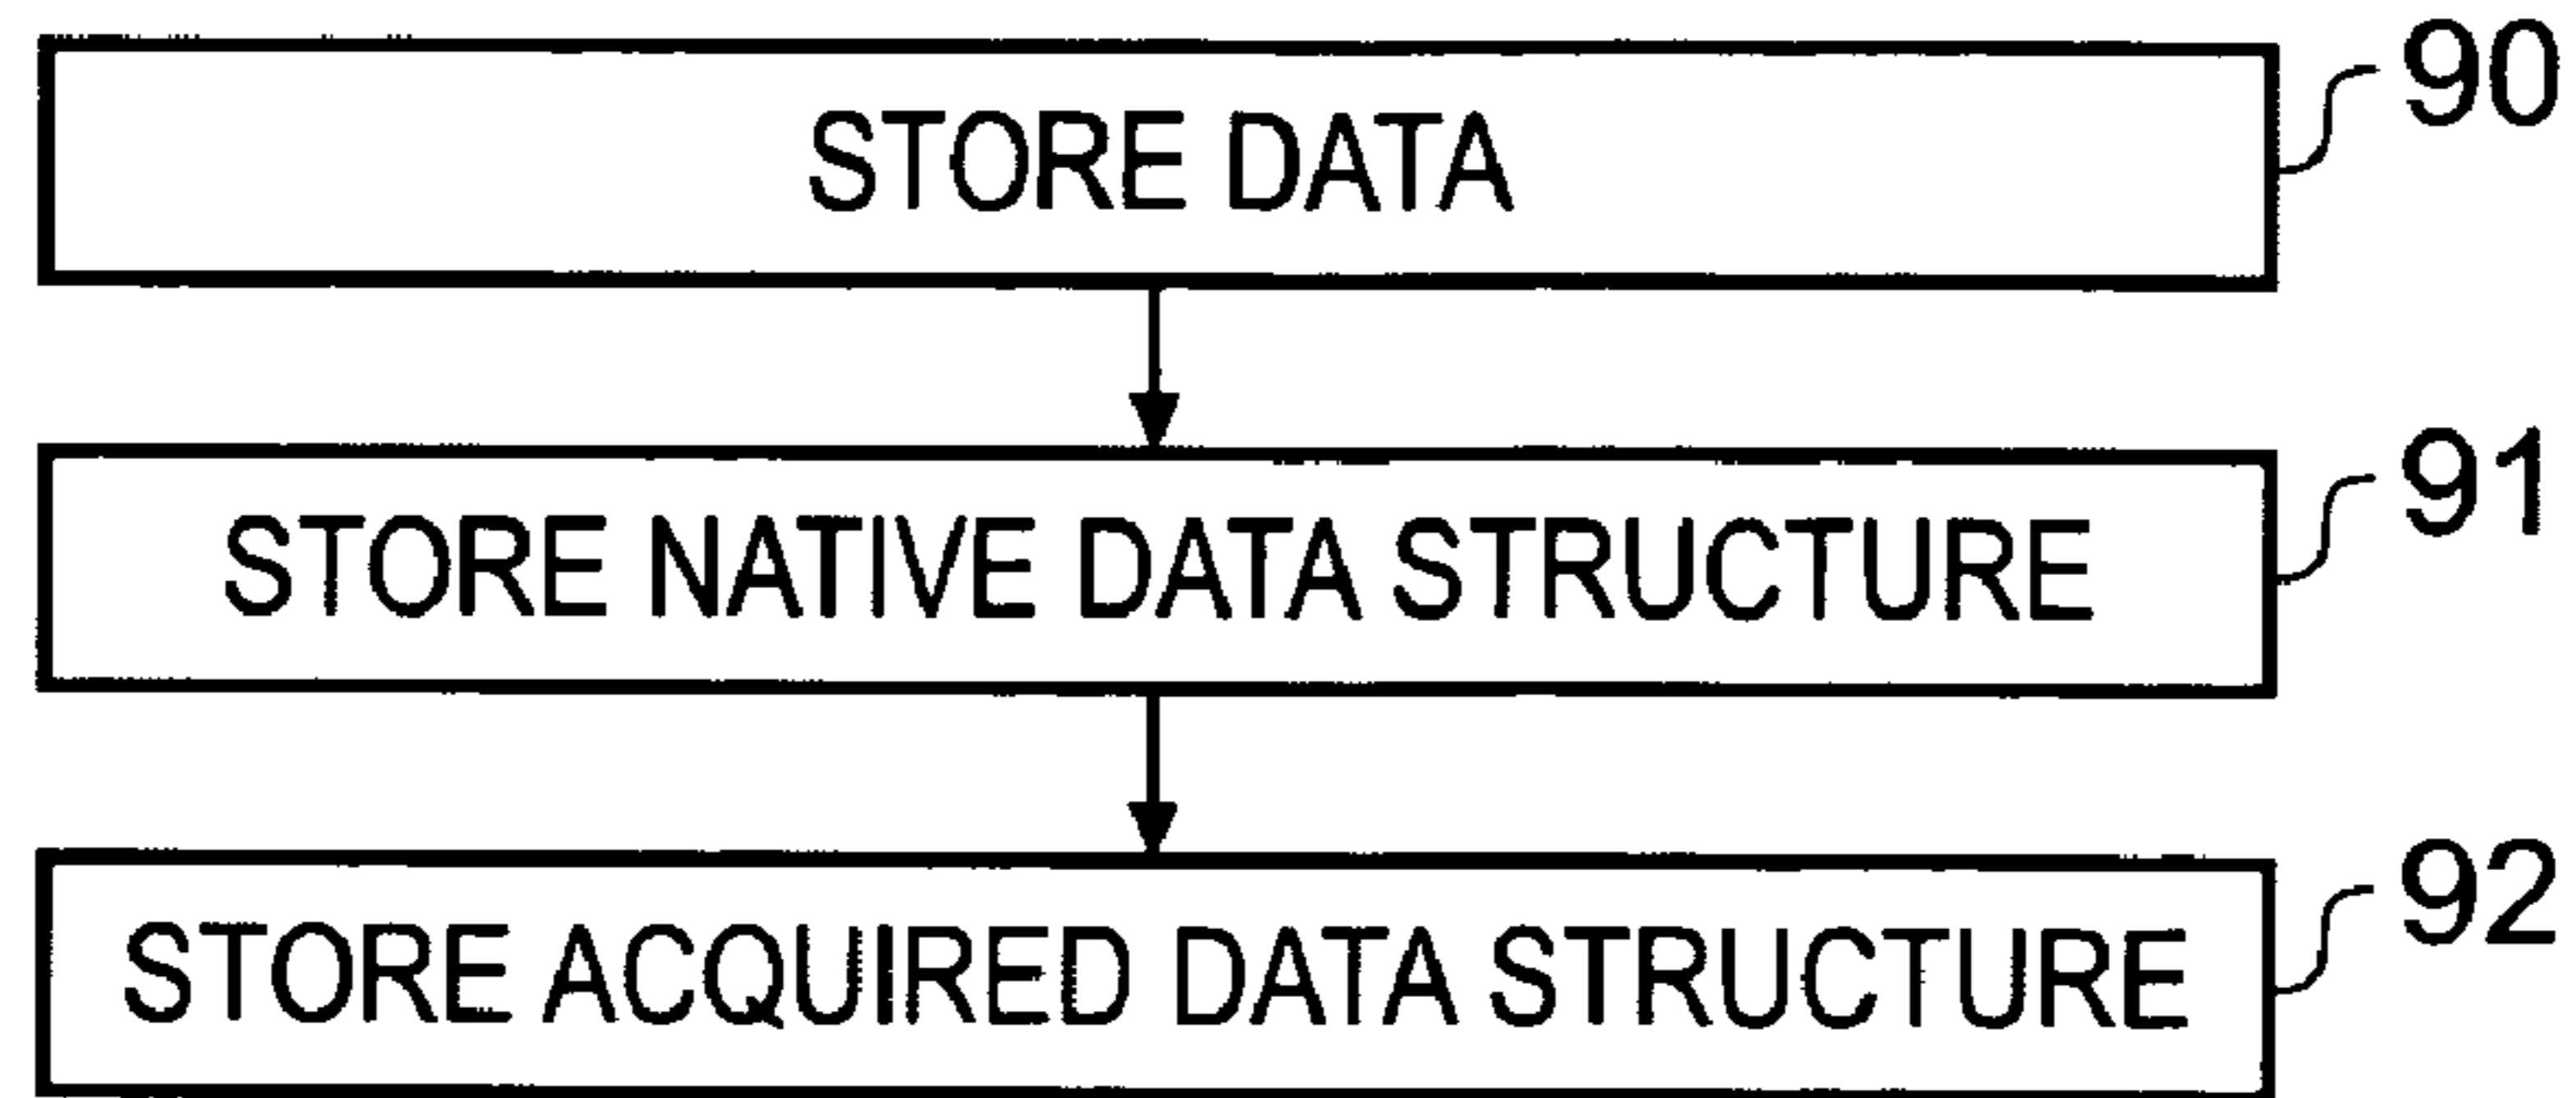 STORE DATA 90
STORE NATIVE DATA STRUCTURE 91
STORE ACQUIRED DATA STRUCTURE 92